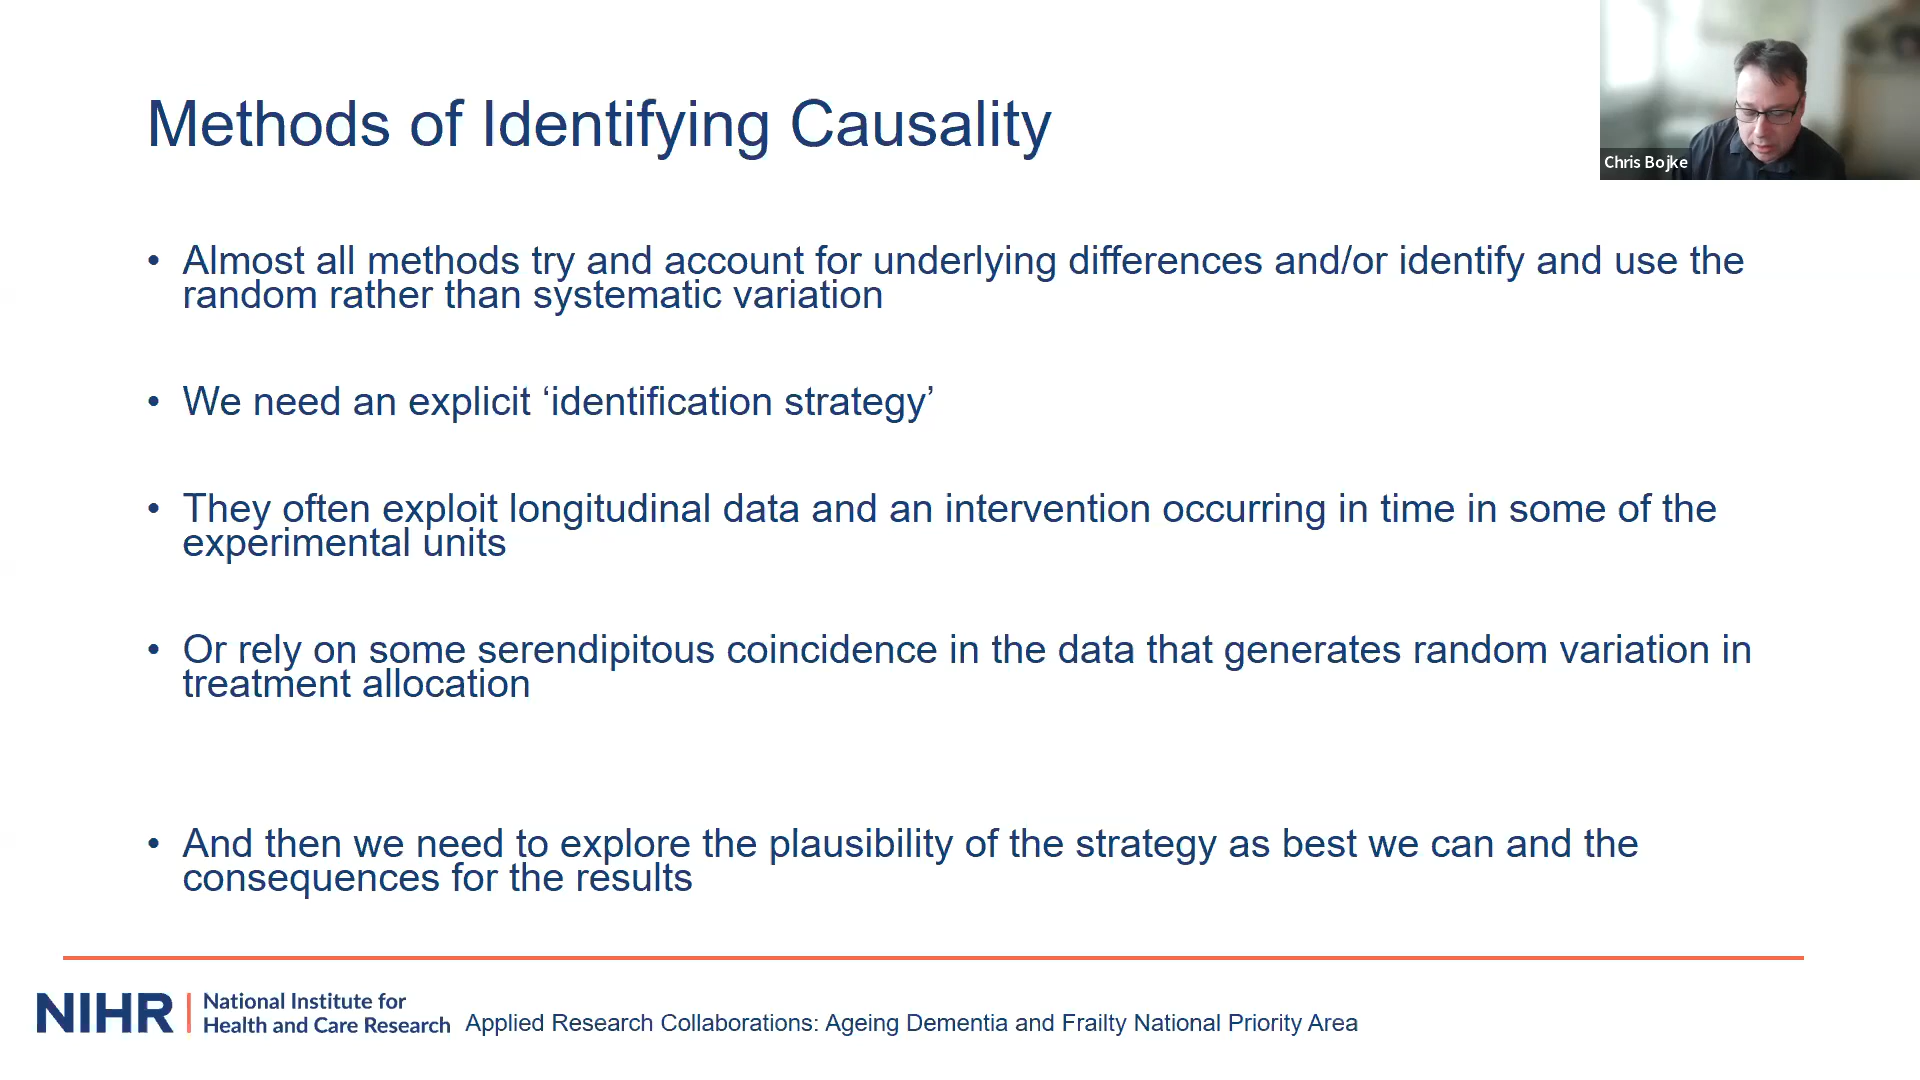 Methods of Identifying Causality
Chris Bojke
• Almost all methods try and account for underlying differences and/or identify and use the
random rather than systematic variation
• We need an explicit ‘identification strategy’
• They often exploit longitudinal data and an intervention occurring in time in some of the
experimental units
• Or rely on some serendipitous coincidence in the data that generates random variation in
treatment allocation
• And then we need to explore the plausibility of the strategy as best we can and the
consequences for the results
NIHR | National Institute for
Health and Care Research
Applied Research Collaborations: Ageing Dementia and Frailty National Priority Area